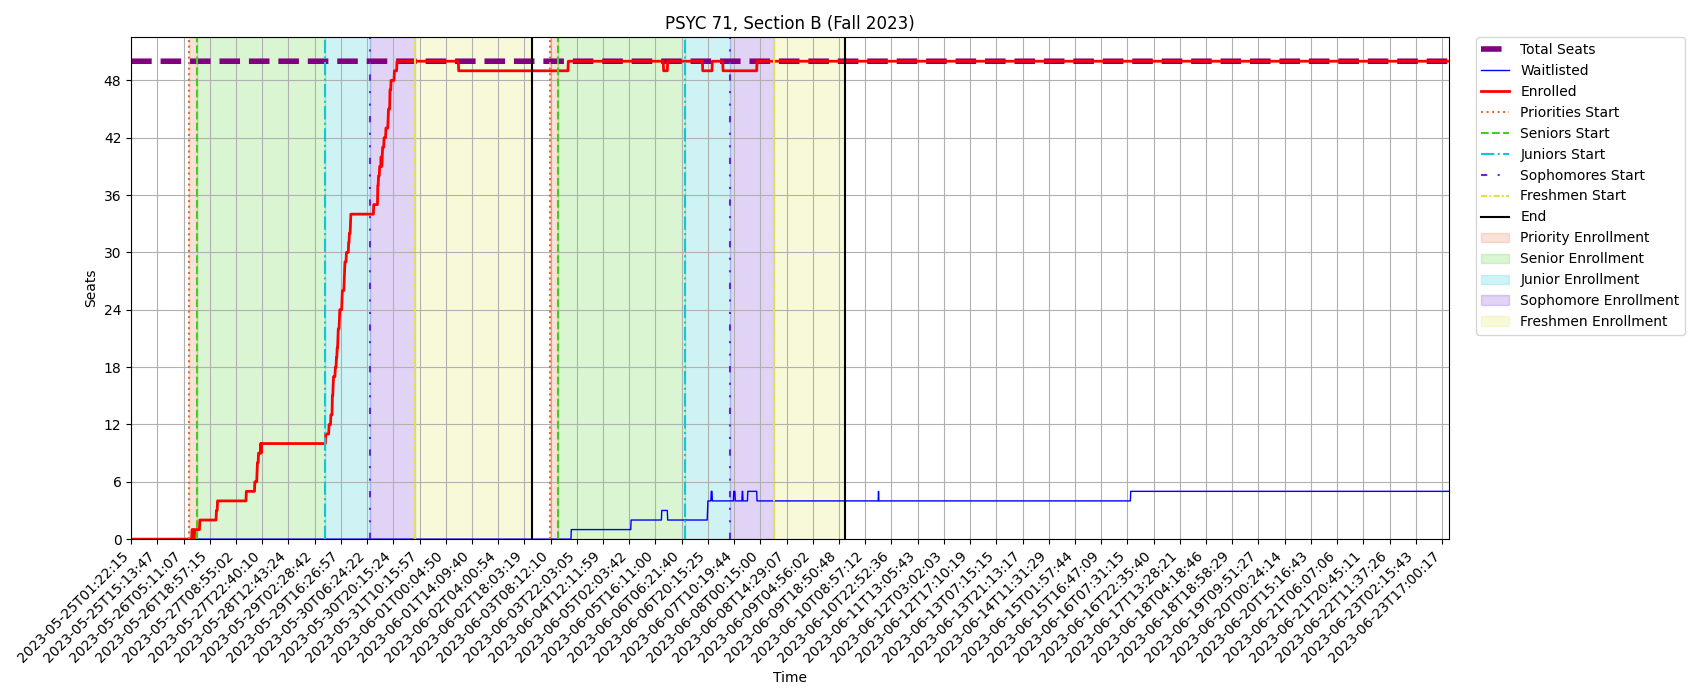 PSYC 71, Section B (Fall 2023)
Seats
48
42
36
30
24
18
12
6
0
2023-05-25T01:22:15
2023-05-25T15:13:47
2023-05-26T05:11:07
2023-05-26T18:57:15
2023-05-27T08:55:02
2023-05-27T22:40:10
2023-05-28T12:43:24
2023-05-29T02:28:42
2023-05-29T16:26:57
2023-05-30T06:24:22
2023-05-30T20:15:24
2023-05-31T10:15:57
2023-06-01T00:04:50
2023-06-01T14:09:40
2023-06-02T04:00:54
2023-06-02T18:03:19
2023-06-03T08:12:10
2023-06-03T22:03:05
2023-06-04T12:11:59
2023-06-05T02:03:42
2023-06-05T16:11:00
2023-06-06T06:21:40
2023-06-06T20:15:25
2023-06-07T10:19:44
2023-06-08T00:15:00
2023-06-08T14:29:07
2023-06-09T04:56:02
2023-06-09T18:50:48
2023-06-10T08:57:12
2023-06-10T22:52:36
2023-06-11T13:05:43
2023-06-12T03:02:03
2023-06-12T17:10:19
2023-06-13T07:15:15
2023-06-13T21:13:17
2023-06-14T11:31:29
2023-06-15T01:57:44
2023-06-15T16:47:09
2023-06-16T07:31:15
2023-06-16T22:35:40
2023-06-17T13:28:21
2023-06-18T04:18:46
2023-06-18T18:58:29
2023-06-19T09:51:27
2023-06-20T00:24:14
2023-06-20T15:16:43
2023-06-21T06:07:06
2023-06-21T20:45:11
2023-06-22T11:37:26
2023-06-23T02:15:43
2023-06-23T17:00:17
Time
Total Seats
Waitlisted
Enrolled
Priorities Start
Seniors Start
Juniors Start
Sophomores Start
Freshmen Start
End
Priority Enrollment
Senior Enrollment
Junior Enrollment
Sophomore Enrollment
Freshmen Enrollment